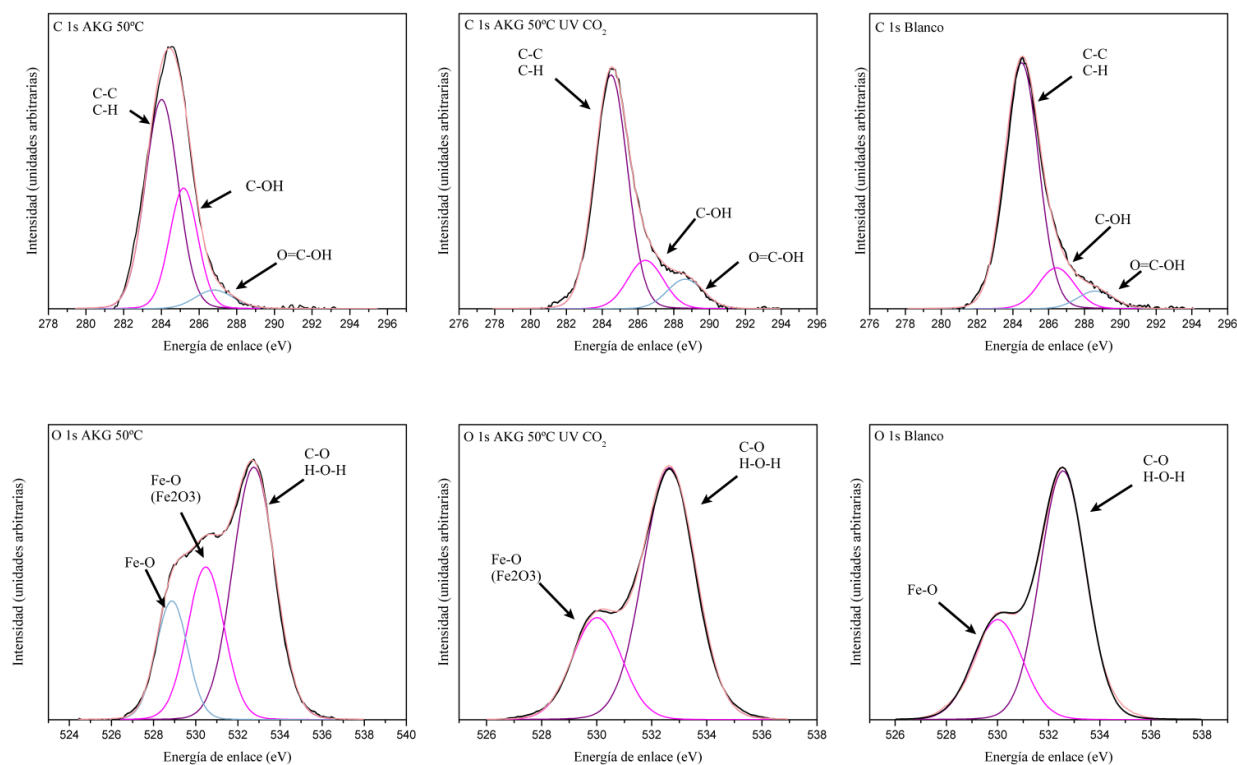 C 1s AKG 50ºC
C-C
C-H
C-OH
O=C-OH
Intensidad (unidades arbitrarias)
278 280 282 284 286 288 290 292 294 296
Energía de enlace (eV)
C 1s AKG 50ºC UV CO₂
C-C
C-H
C-OH
O=C-OH
Intensidad (unidades arbitrarias)
276 278 280 282 284 286 288 290 292 294 296
Energía de enlace (eV)
C 1s Blanco
C-C
C-H
C-OH
O=C-OH
Intensidad (unidades arbitrarias)
276 278 280 282 284 286 288 290 292 294 296
Energía de enlace (eV)
O 1s AKG 50ºC
C-O
H-O-H
Fe-O
(Fe2O3)
Fe-O
Intensidad (unidades arbitrarias)
524 526 528 530 532 534 536 538 540
Energía de enlace (eV)
O 1s AKG 50ºC UV CO₂
C-O
H-O-H
Fe-O
(Fe2O3)
Intensidad (unidades arbitrarias)
526 528 530 532 534 536 538
Energía de enlace (eV)
O 1s Blanco
C-O
H-O-H
Fe-O
Intensidad (unidades arbitrarias)
526 528 530 532 534 536 538
Energía de enlace (eV)